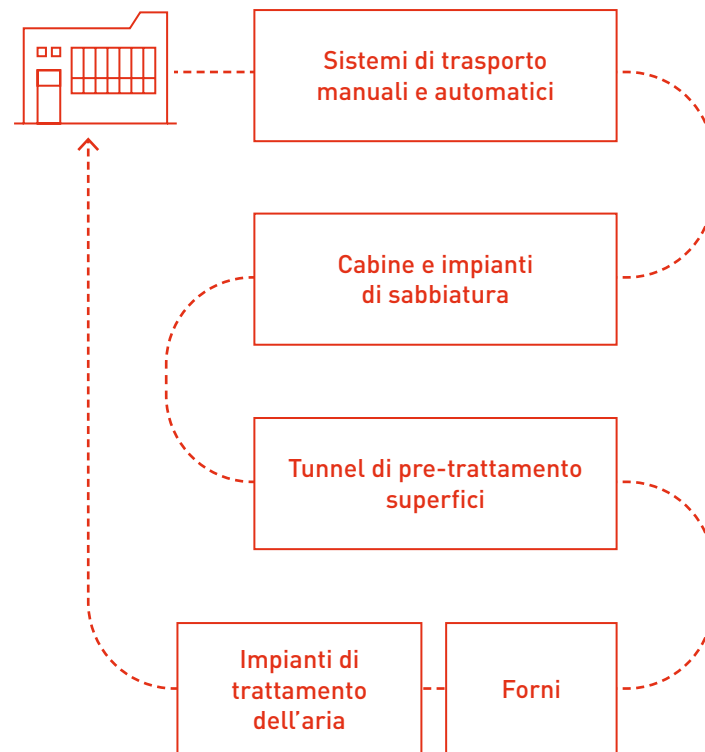 Sistemi di trasporto
manuali e automatici
Cabine e impianti
di sabbiatura
Tunnel di pre-trattamento
superfici
Impianti di
trattamento
dell’aria
Forni